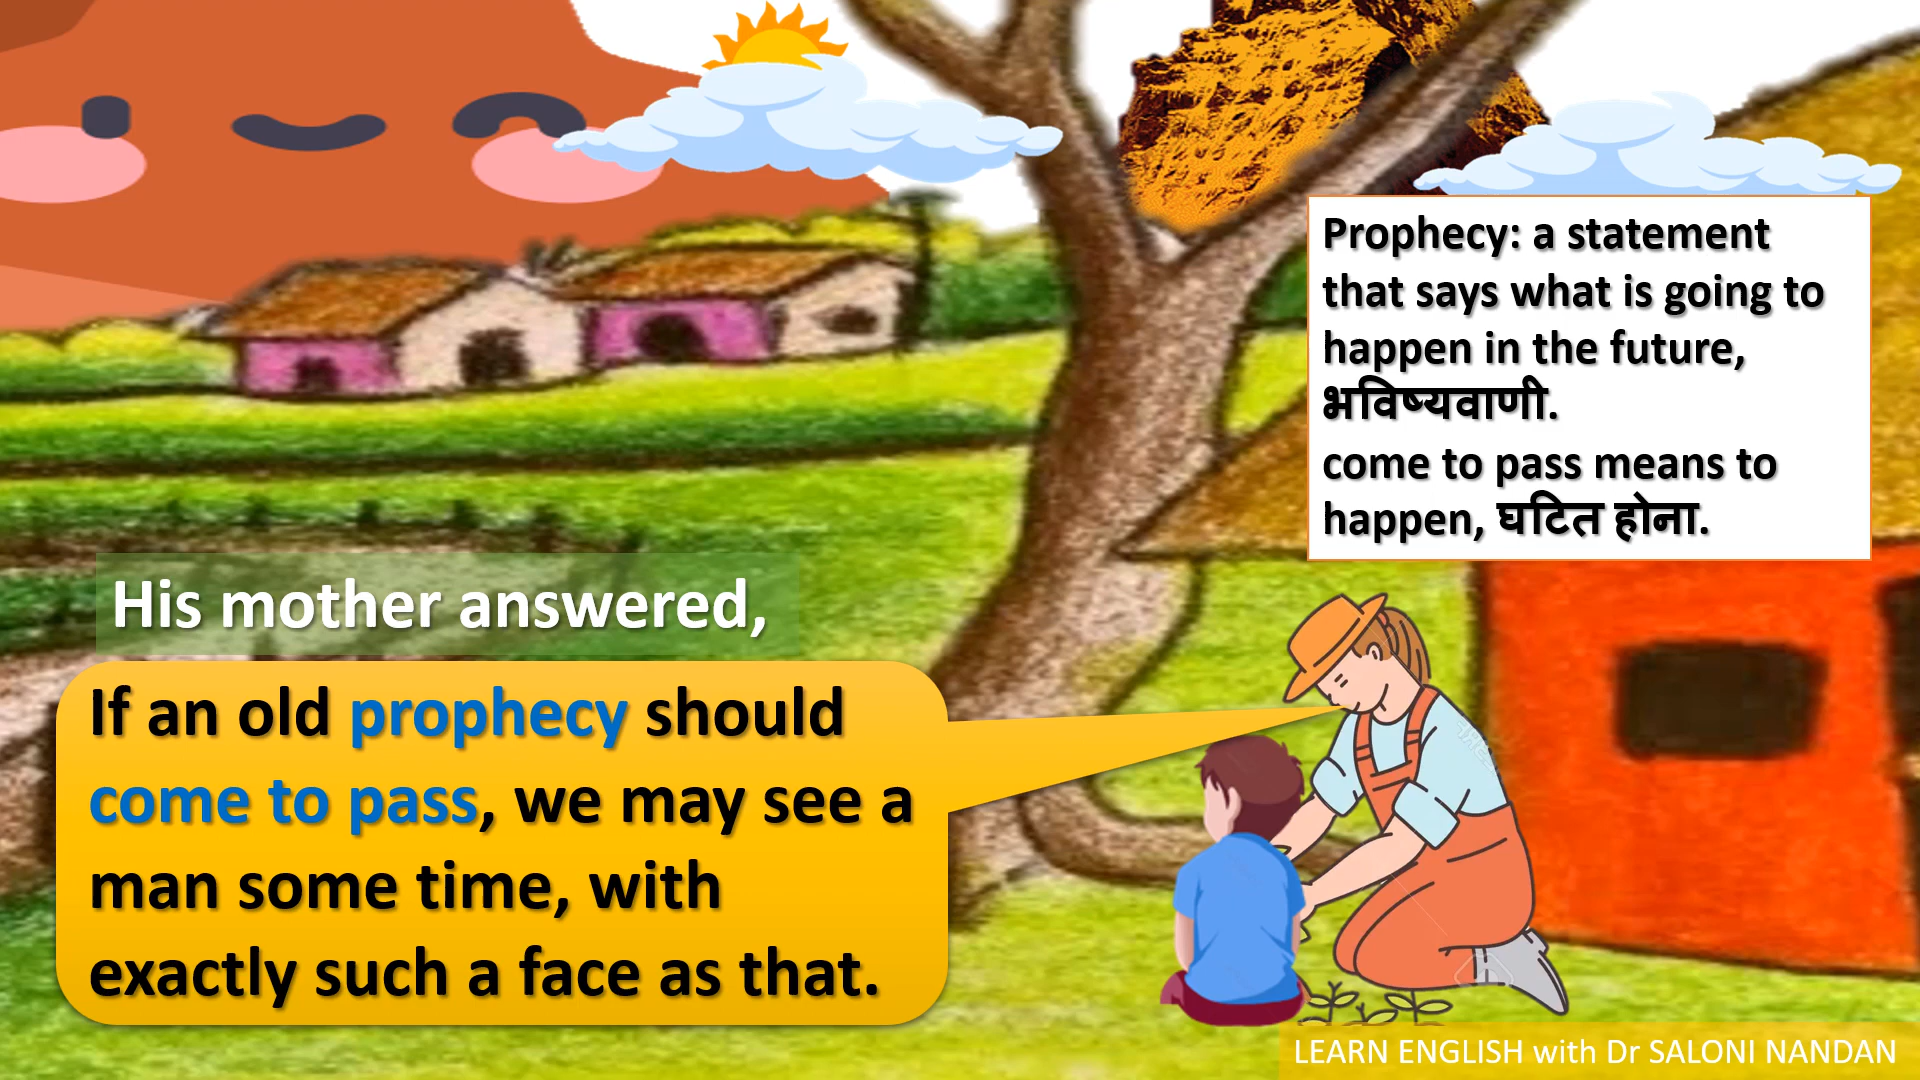 Prophecy: a statement
that says what is going to
happen in the future,
भविष्यवाणी.
come to pass means to
happen, घटित होना.
His mother answered,
If an old prophecy should
come to pass, we may see a
man some time, with
exactly such a face as that.
LEARN ENGLISH with Dr SALONI NANDAN